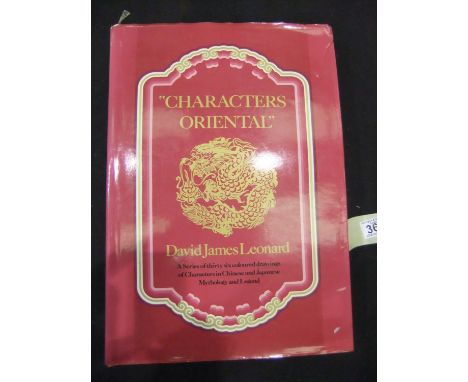 "CHARACTERS
ORIENTAL"
David James Leonard
A Series of thirty six coloured drawings
of Characters in Chinese and Japanese
Mythology and Legend
36